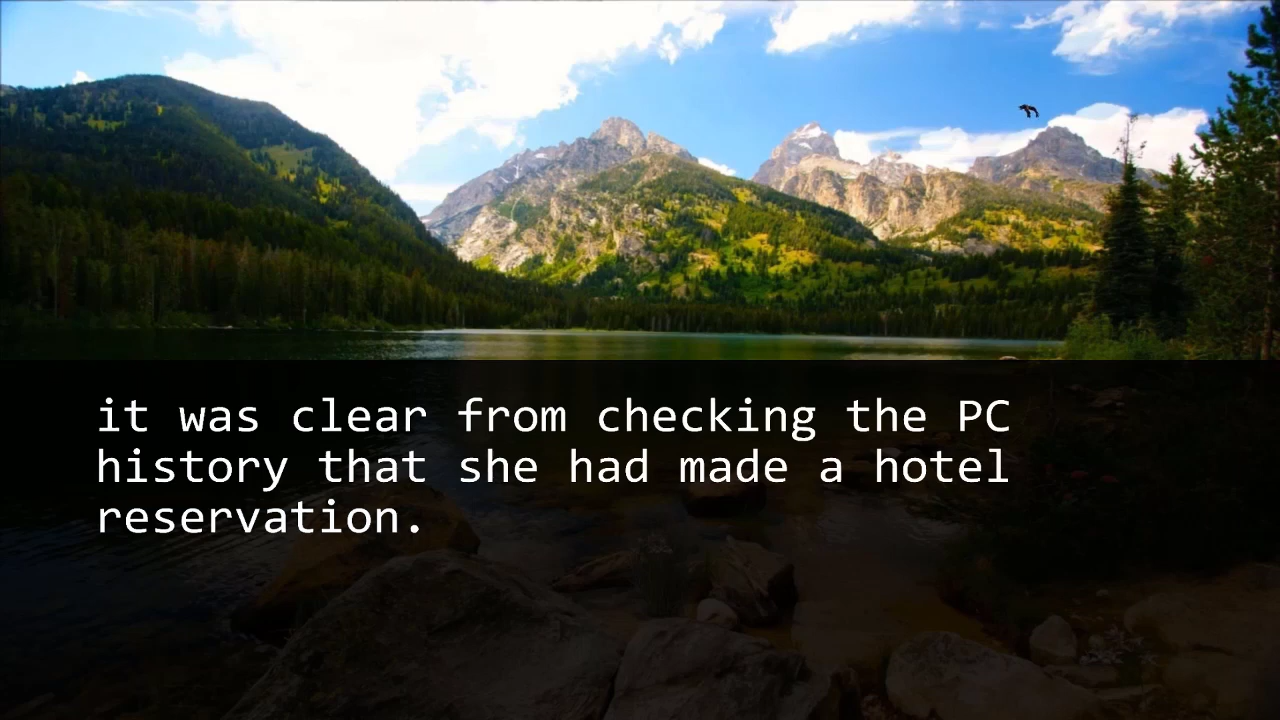 it was clear from checking the PC
history that she had made a hotel
reservation.